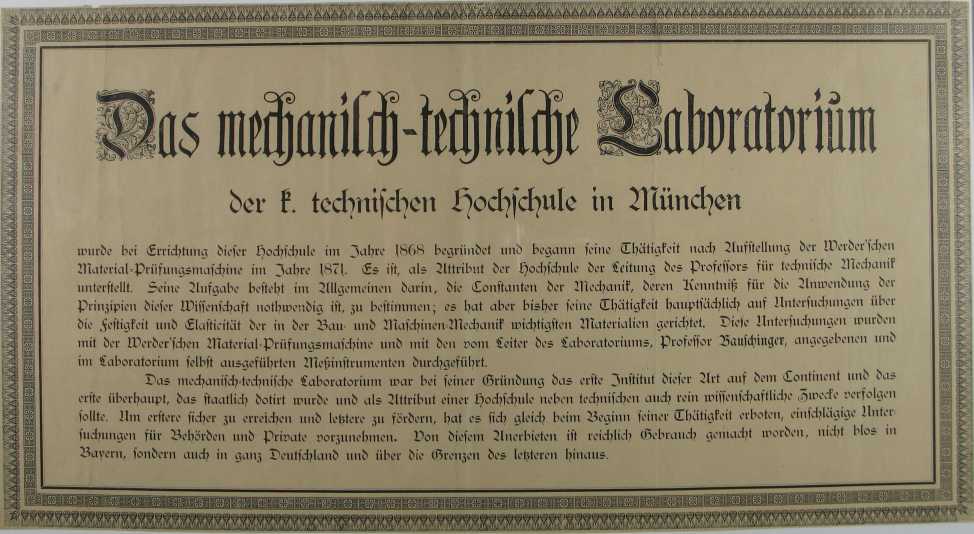 Das mechanisch-technische Laboratorium
der k. technischen Hochschule in München
wurde bei Errichtung dieser Hochschule im Jahre 1868 begründet und begann seine Thätigkeit nach Aufstellung der Werder'schen
Material-Prüfungsmaschine im Jahre 1871. Es ist, als Attribut der Hochschule der Leitung des Professors für technische Mechanik
unterstellt. Seine Aufgabe besteht im Allgemeinen darin, die Constanten der Mechanik, deren Kenntniß für die Anwendung der
Prinzipien dieser Wissenschaft nothwendig ist, zu bestimmen; es hat aber bisher seine Thätigkeit hauptsächlich auf Untersuchungen über
die Festigkeit und Elasticität der in der Bau- und Maschinen-Mechanik wichtigsten Materialien gerichtet. Diese Untersuchungen wurden
mit der Werder'schen Material-Prüfungsmaschine und mit den vom Leiter des Laboratoriums, Professor Bauschinger, angegebenen und
im Laboratorium selbst ausgeführten Meßinstrumenten durchgeführt.
Das mechanisch-technische Laboratorium war bei seiner Gründung das erste Institut dieser Art auf dem Continent und das
erste überhaupt, das staatlich dotirt wurde und als Attribut einer Hochschule neben technischen auch rein wissenschaftliche Zwecke verfolgen
sollte. Um erstere sicher zu erreichen und letztere zu fördern, hat es sich gleich beim Beginn seiner Thätigkeit erboten, einschlägige Unter-
suchungen für Behörden und Private vorzunehmen. Von diesem Anerbieten ist reichlich Gebrauch gemacht worden, nicht blos in
Bayern, sondern auch in ganz Deutschland und über die Grenzen des letzteren hinaus.